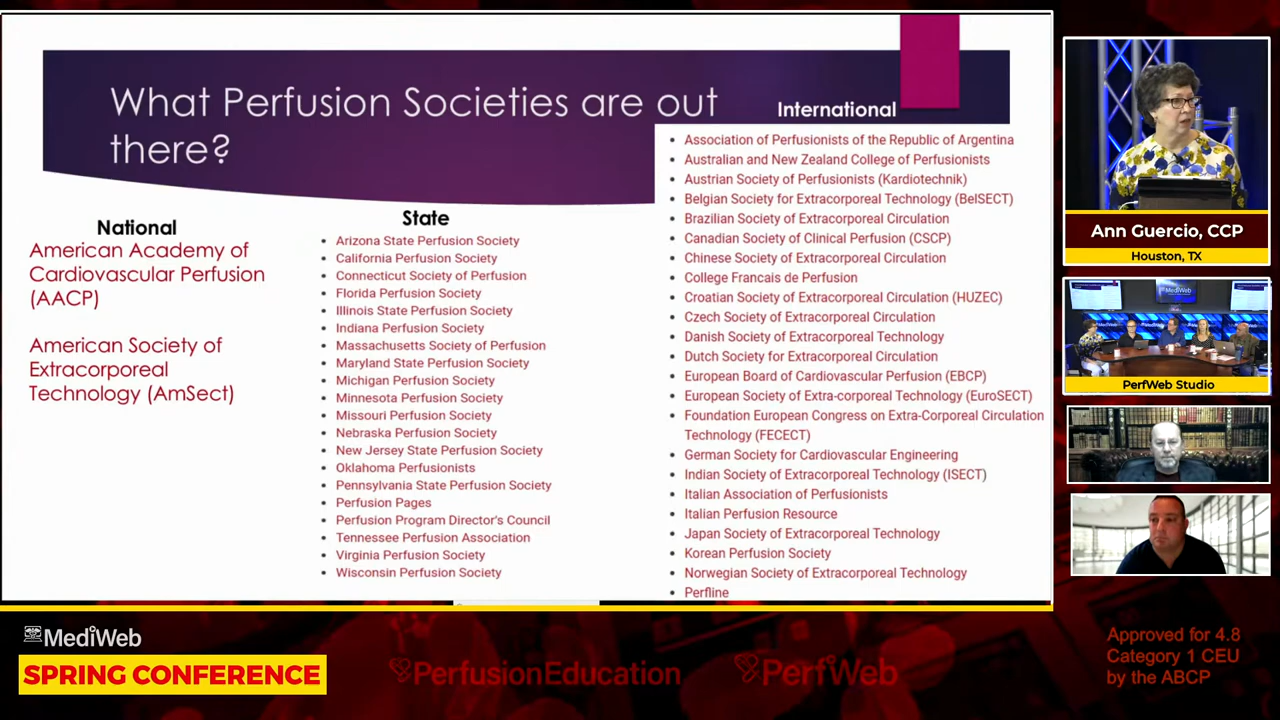 What Perfusion Societies are out
there?
National
American Academy of
Cardiovascular Perfusion
(AACP)
American Society of
Extracorporeal
Technology (AmSect)
State
Arizona State Perfusion Society
California Perfusion Society
Connecticut Society of Perfusion
Florida Perfusion Society
Illinois State Perfusion Society
Indiana Perfusion Society
Massachusetts Society of Perfusion
Maryland State Perfusion Society
Michigan Perfusion Society
Minnesota Perfusion Society
Missouri Perfusion Society
Nebraska Perfusion Society
New Jersey State Perfusion Society
Oklahoma Perfusionists
Pennsylvania State Perfusion Society
Perfusion Pages
Perfusion Program Director's Council
Tennessee Perfusion Association
Virginia Perfusion Society
Wisconsin Perfusion Society
International
Association of Perfusionists of the Republic of Argentina
Australian and New Zealand College of Perfusionists
Austrian Society of Perfusionists (Kardiotechnik)
Belgian Society for Extracorporeal Technology (BelSECT)
Brazilian Society of Extracorporeal Circulation
Canadian Society of Clinical Perfusion (CSCP)
Chinese Society of Extracorporeal Circulation
College Francais de Perfusion
Croatian Society of Extracorporeal Circulation (HUZEC)
Czech Society of Extracorporeal Circulation
Danish Society of Extracorporeal Technology
Dutch Society for Extracorporeal Circulation
European Board of Cardiovascular Perfusion (EBCP)
European Society of Extra-corporeal Technology (EuroSECT)
Foundation European Congress on Extra-Corporeal Circulation
Technology (FECECT)
German Society for Cardiovascular Engineering
Indian Society of Extracorporeal Technology (ISECT)
Italian Association of Perfusionists
Italian Perfusion Resource
Japan Society of Extracorporeal Technology
Korean Perfusion Society
Norwegian Society of Extracorporeal Technology
Perfline
Ann Guercio, CCP
Houston, TX
MediWeb
PerfWeb Studio
MediWeb
SPRING CONFERENCE
PerfusionEducation
PerfWeb
Approved for 4.8
Category 1 CEU
by the ABCP